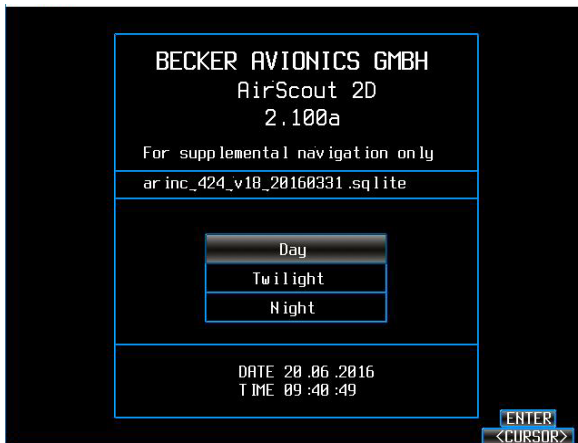 BECKER AVIONICS GMBH
AirScout 2D
2.100a
For supplemental navigation only
arinc_424_v18_20160331.sqlite
Day
Twilight
Night
DATE 20.06.2016
TIME 09:40:49
ENTER
<CURSOR>